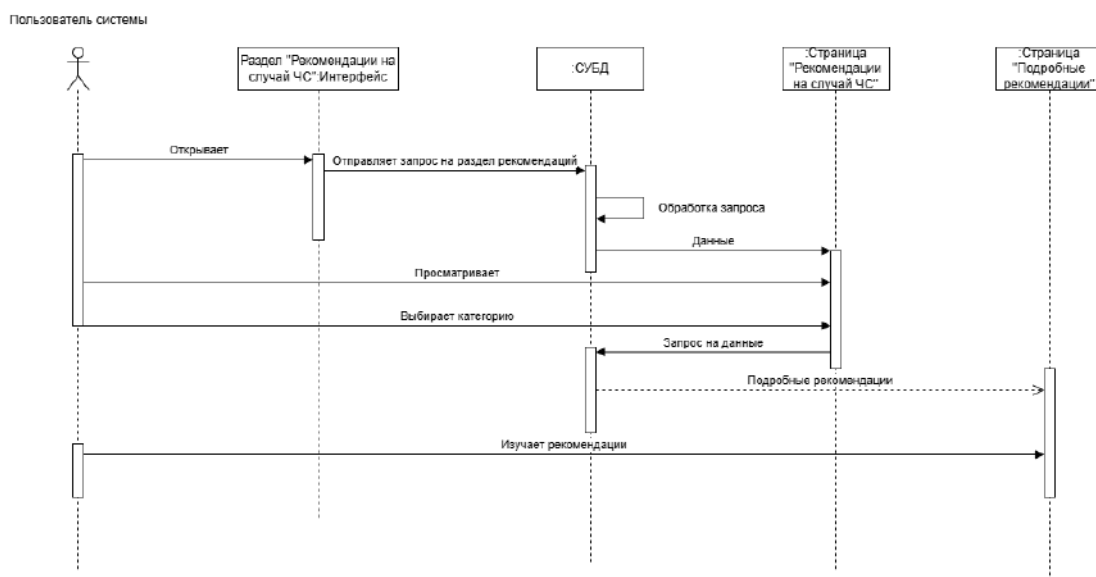 Пользователь системы
Раздел "Рекомендации на
случай ЧС":Интерфейс
:СУБД
:Страница
"Рекомендации
на случай ЧС"
:Страница
"Подробные
рекомендации"
Открывает
Отправляет запрос на раздел рекомендаций
Обработка запроса
Данные
Просматривает
Выбирает категорию
Запрос на данные
Подробные рекомендации
Изучает рекомендации